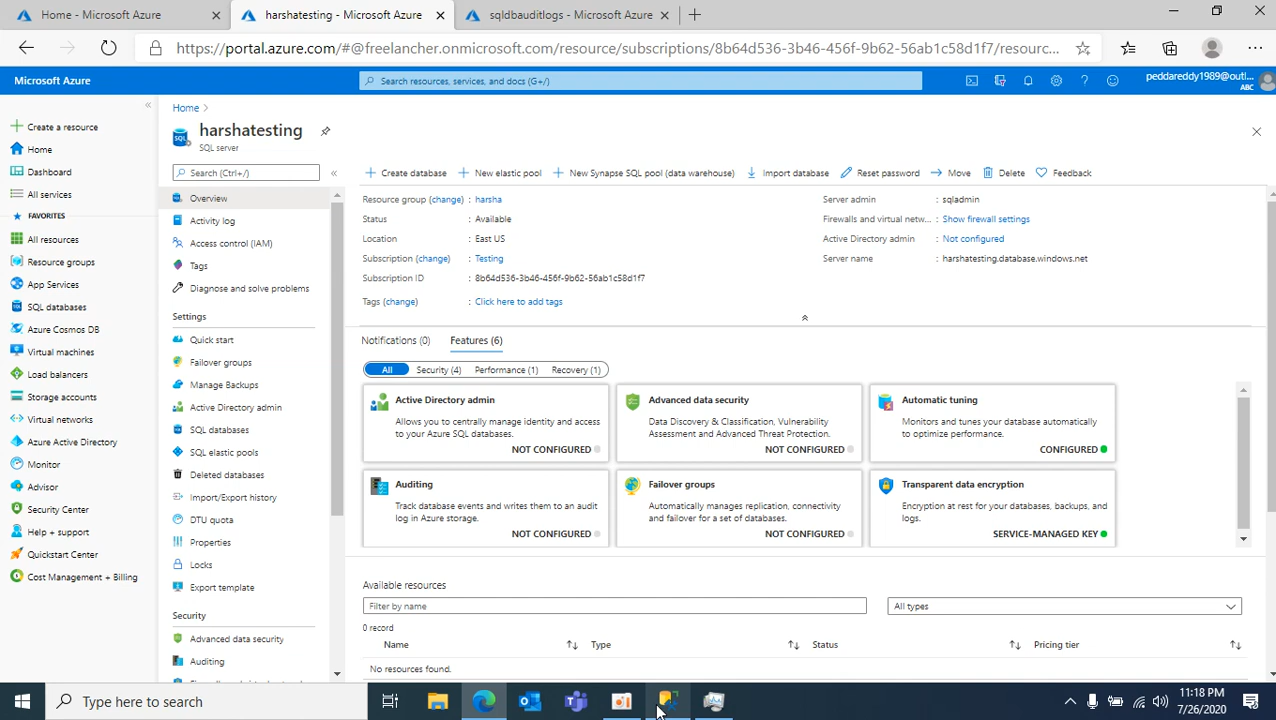 Home - Microsoft Azure
harshatesting - Microsoft Azure
sqldbauditlogs - Microsoft Azure
https://portal.azure.com/#@freelancher.onmicrosoft.com/resource/subscriptions/8b64d536-3b46-456f-9b62-56ab1c58d1f7/resourc...
Microsoft Azure
Search resources, services, and docs (G+/)
peddareddy1989@outl...
ABC
Create a resource
Home
Dashboard
All services
FAVORITES
All resources
Resource groups
App Services
SQL databases
Azure Cosmos DB
Virtual machines
Load balancers
Storage accounts
Virtual networks
Azure Active Directory
Monitor
Advisor
Security Center
Help + support
Quickstart Center
Cost Management + Billing
Home >
harshatesting
SQL server
Search (Ctrl+/)
Overview
Activity log
Access control (IAM)
Tags
Diagnose and solve problems
Settings
Quick start
Failover groups
Manage Backups
Active Directory admin
SQL databases
SQL elastic pools
Deleted databases
Import/Export history
DTU quota
Properties
Locks
Export template
Security
Advanced data security
Auditing
Create database
New elastic pool
New Synapse SQL pool (data warehouse)
Import database
Reset password
Move
Delete
Feedback
Resource group (change) : harsha
Status : Available
Location : East US
Subscription (change) : Testing
Subscription ID : 8b64d536-3b46-456f-9b62-56ab1c58d1f7
Tags (change) : Click here to add tags
Server admin : sqladmin
Firewalls and virtual netw... : Show firewall settings
Active Directory admin : Not configured
Server name : harshatesting.database.windows.net
Notifications (0)
Features (6)
All
Security (4)
Performance (1)
Recovery (1)
Active Directory admin
Allows you to centrally manage identity and access
to your Azure SQL databases.
NOT CONFIGURED
Advanced data security
Data Discovery & Classification, Vulnerability
Assessment and Advanced Threat Protection.
NOT CONFIGURED
Automatic tuning
Monitors and tunes your database automatically
to optimize performance.
CONFIGURED
Auditing
Track database events and writes them to an audit
log in Azure storage.
NOT CONFIGURED
Failover groups
Automatically manages replication, connectivity
and failover for a set of databases.
NOT CONFIGURED
Transparent data encryption
Encryption at rest for your databases, backups, and
logs.
SERVICE-MANAGED KEY
Available resources
Filter by name
All types
0 record
Name
Type
Status
Pricing tier
No resources found.
Type here to search
11:18 PM
7/26/2020